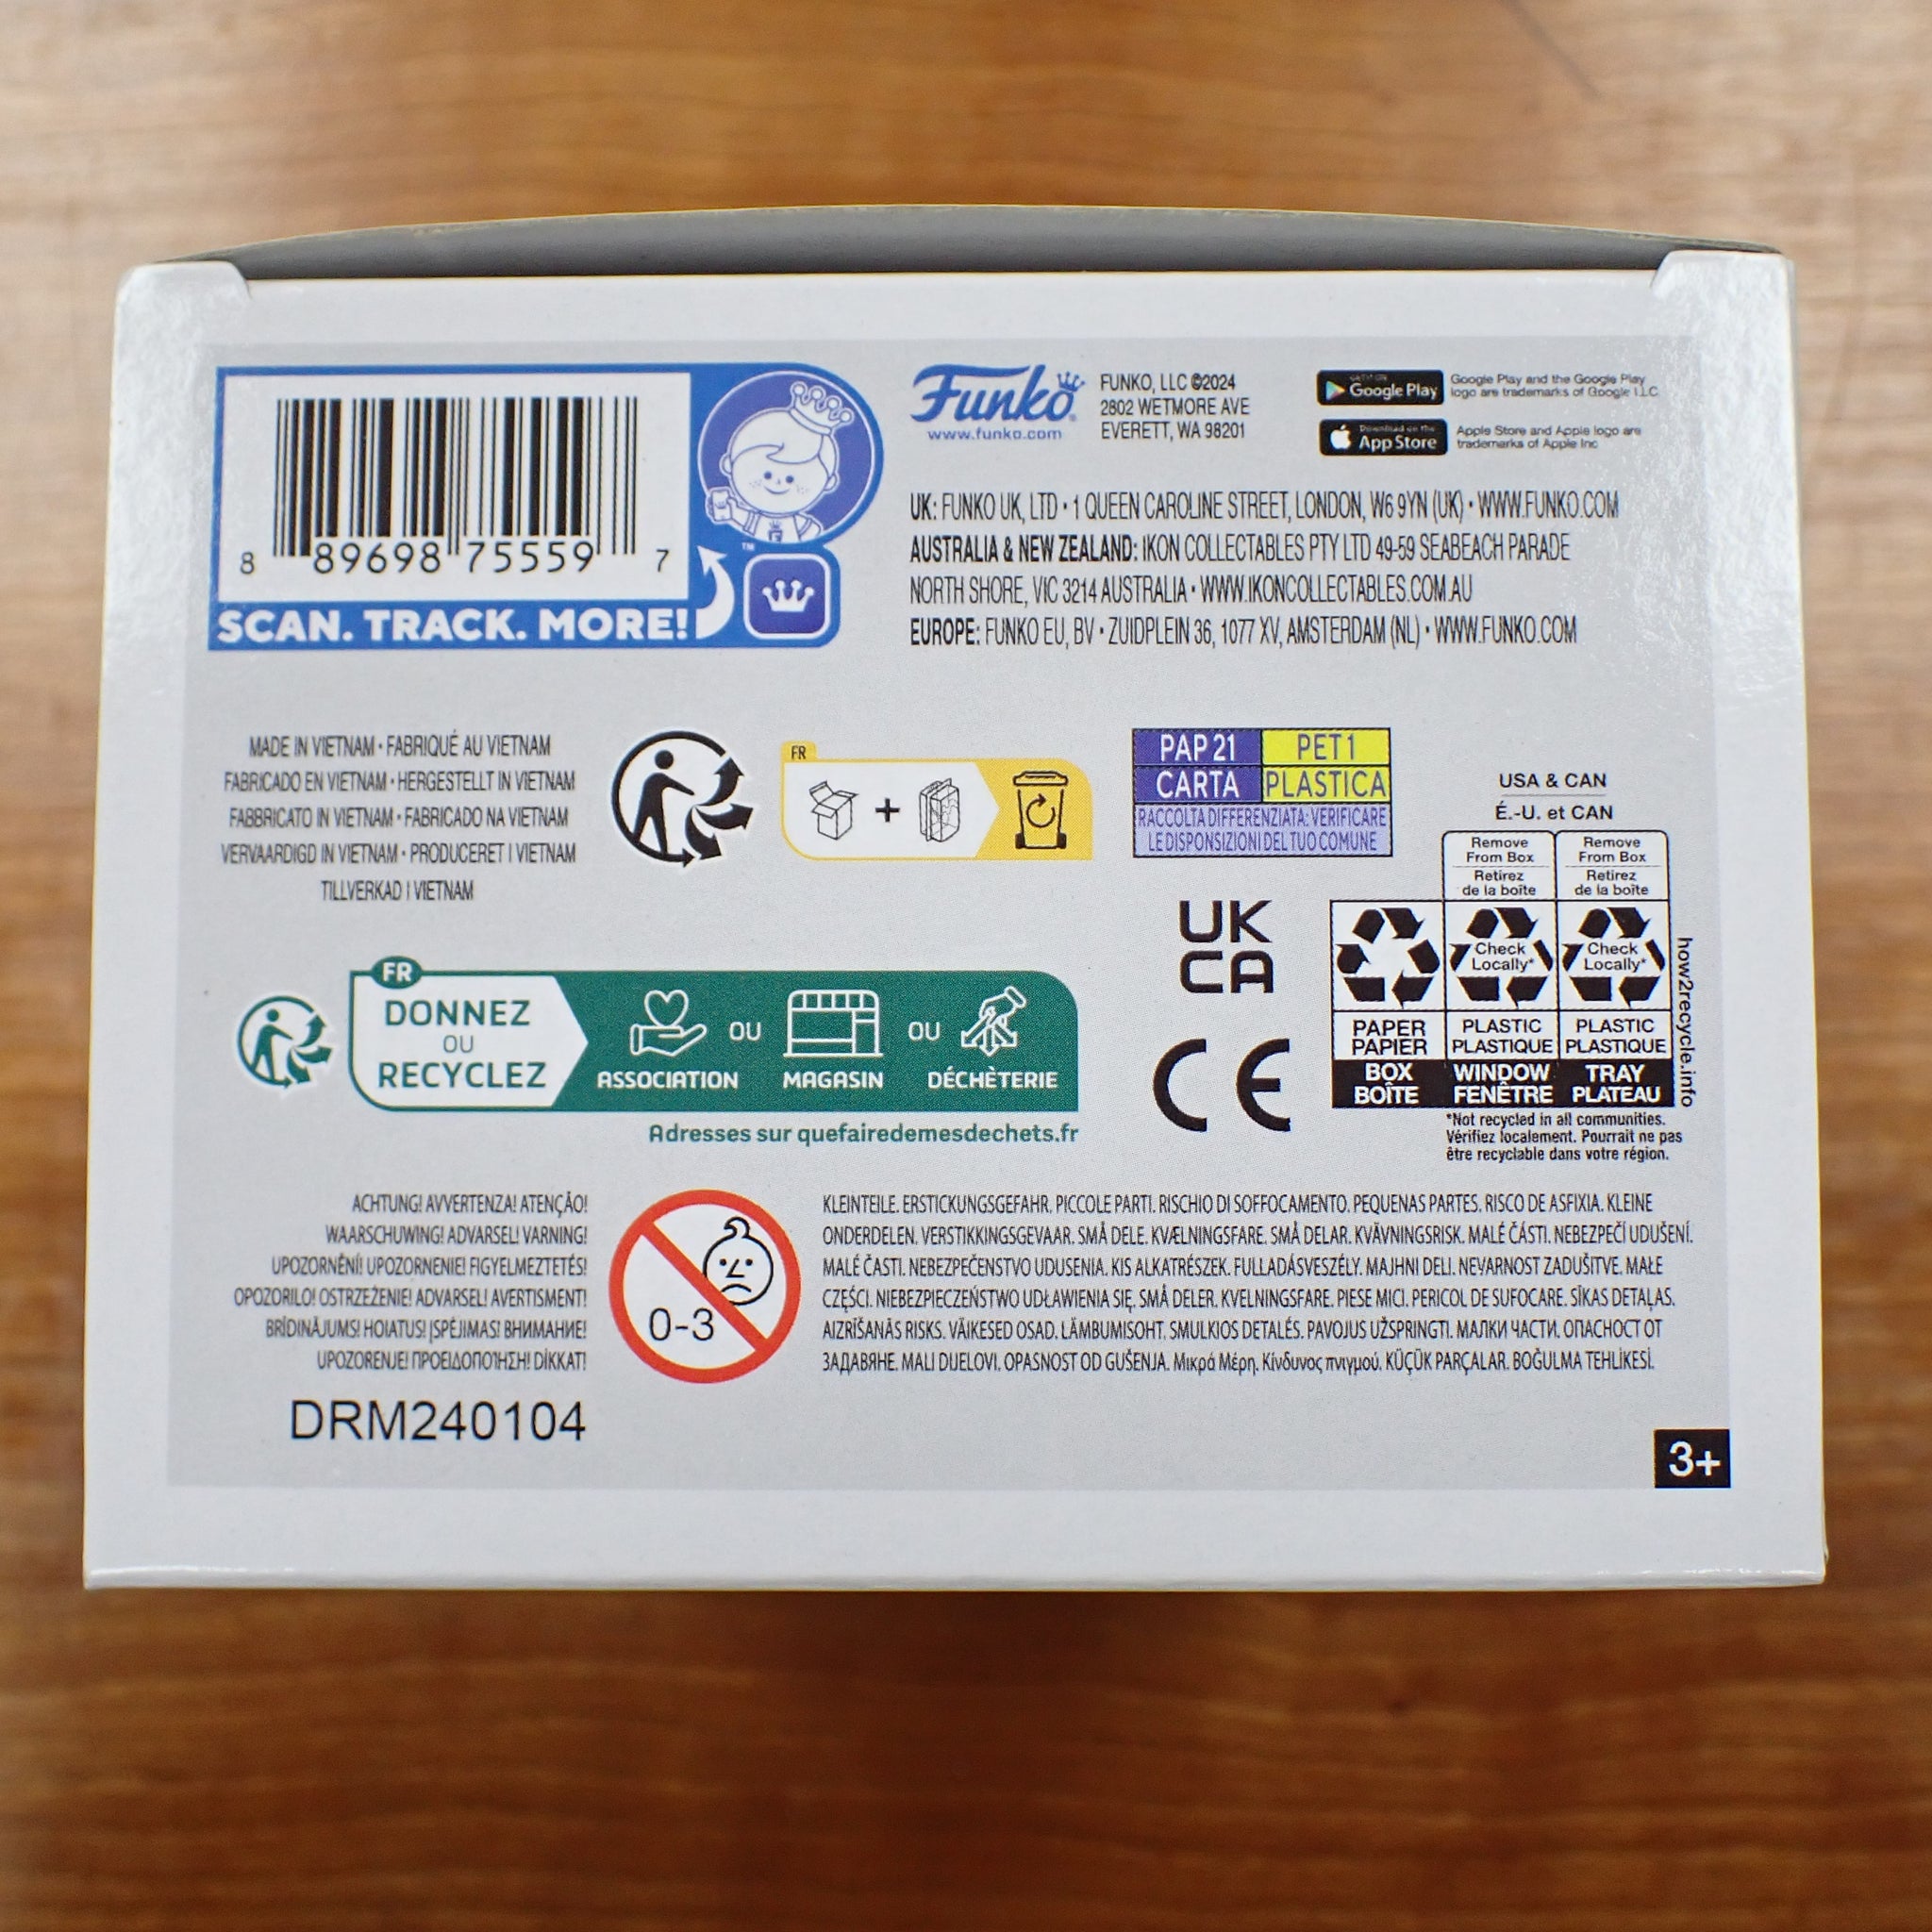 8 89698 75559 7
SCAN. TRACK. MORE!
™
Funko®
www.funko.com
FUNKO, LLC ©2024
2802 WETMORE AVE
EVERETT, WA 98201
GET IT ON
Google Play
Google Play and the Google Play
logo are trademarks of Google LLC.
Download on the
App Store
Apple Store and Apple logo are
trademarks of Apple Inc
UK: FUNKO UK, LTD • 1 QUEEN CAROLINE STREET, LONDON, W6 9YN (UK) • WWW.FUNKO.COM
AUSTRALIA & NEW ZEALAND: IKON COLLECTABLES PTY LTD 49-59 SEABEACH PARADE
NORTH SHORE, VIC 3214 AUSTRALIA • WWW.IKONCOLLECTABLES.COM.AU
EUROPE: FUNKO EU, BV • ZUIDPLEIN 36, 1077 XV, AMSTERDAM (NL) • WWW.FUNKO.COM
MADE IN VIETNAM • FABRIQUÉ AU VIETNAM
FABRICADO EN VIETNAM • HERGESTELLT IN VIETNAM
FABBRICATO IN VIETNAM • FABRICADO NA VIETNAM
VERVAARDIGD IN VIETNAM • PRODUCERET I VIETNAM
TILLVERKAD I VIETNAM
FR
+
PAP 21 PET 1
CARTA PLASTICA
RACCOLTA DIFFERENZIATA: VERIFICARE
LE DISPONSIZIONI DEL TUO COMUNE
USA & CAN
É.-U. et CAN
Remove From Box
Retirez de la boîte
Remove From Box
Retirez de la boîte
Check Locally*
Check Locally*
PAPER PAPIER
PLASTIC PLASTIQUE
PLASTIC PLASTIQUE
BOX BOÎTE
WINDOW FENÊTRE
TRAY PLATEAU
how2recycle.info
*Not recycled in all communities.
Vérifiez localement. Pourrait ne pas
être recyclable dans votre région.
UK
CA
CE
FR
DONNEZ
OU
RECYCLEZ
ASSOCIATION OU MAGASIN OU DÉCHÈTERIE
Adresses sur quefairedemesdechets.fr
ACHTUNG! AVVERTENZA! ATENÇÃO!
WAARSCHUWING! ADVARSEL! VARNING!
UPOZORNĚNÍ! UPOZORNENIE! FIGYELMEZTETÉS!
OPOZORILO! OSTRZEŻENIE! ADVARSEL! AVERTISMENT!
BRĪDINĀJUMS! HOIATUS! ĮSPĖJIMAS! ВНИМАНИЕ!
UPOZORENJE! ΠΡΟΕΙΔΟΠΟΊΗΣΗ! DİKKAT!
0-3
KLEINTEILE. ERSTICKUNGSGEFAHR. PICCOLE PARTI. RISCHIO DI SOFFOCAMENTO. PEQUENAS PARTES. RISCO DE ASFIXIA. KLEINE
ONDERDELEN. VERSTIKKINGSGEVAAR. SMÅ DELE. KVÆLNINGSFARE. SMÅ DELAR. KVÄVNINGSRISK. MALÉ ČÁSTI. NEBEZPEČÍ UDUŠENÍ.
MALÉ ČASTI. NEBEZPEČENSTVO UDUSENIA. KIS ALKATRÉSZEK. FULLADÁSVESZÉLY. MAJHNI DELI. NEVARNOST ZADUŠITVE. MAŁE
CZĘŚCI. NIEBEZPIECZEŃSTWO UDŁAWIENIA SIĘ. SMÅ DELER. KVELNINGSFARE. PIESE MICI. PERICOL DE SUFOCARE. SĪKAS DETAĻAS.
AIZRĪŠANĀS RISKS. VÄIKESED OSAD. LÄMBUMISOHT. SMULKIOS DETALĖS. PAVOJUS UŽSPRINGTI. МАЛКИ ЧАСТИ. ОПАСНОСТ ОТ
ЗАДАВЯНЕ. MALI DIJELOVI. OPASNOST OD GUŠENJA. Μικρά Μέρη. Κίνδυνος πνιγμού. KÜÇÜK PARÇALAR. BOĞULMA TEHLİKESİ.
DRM240104
3+